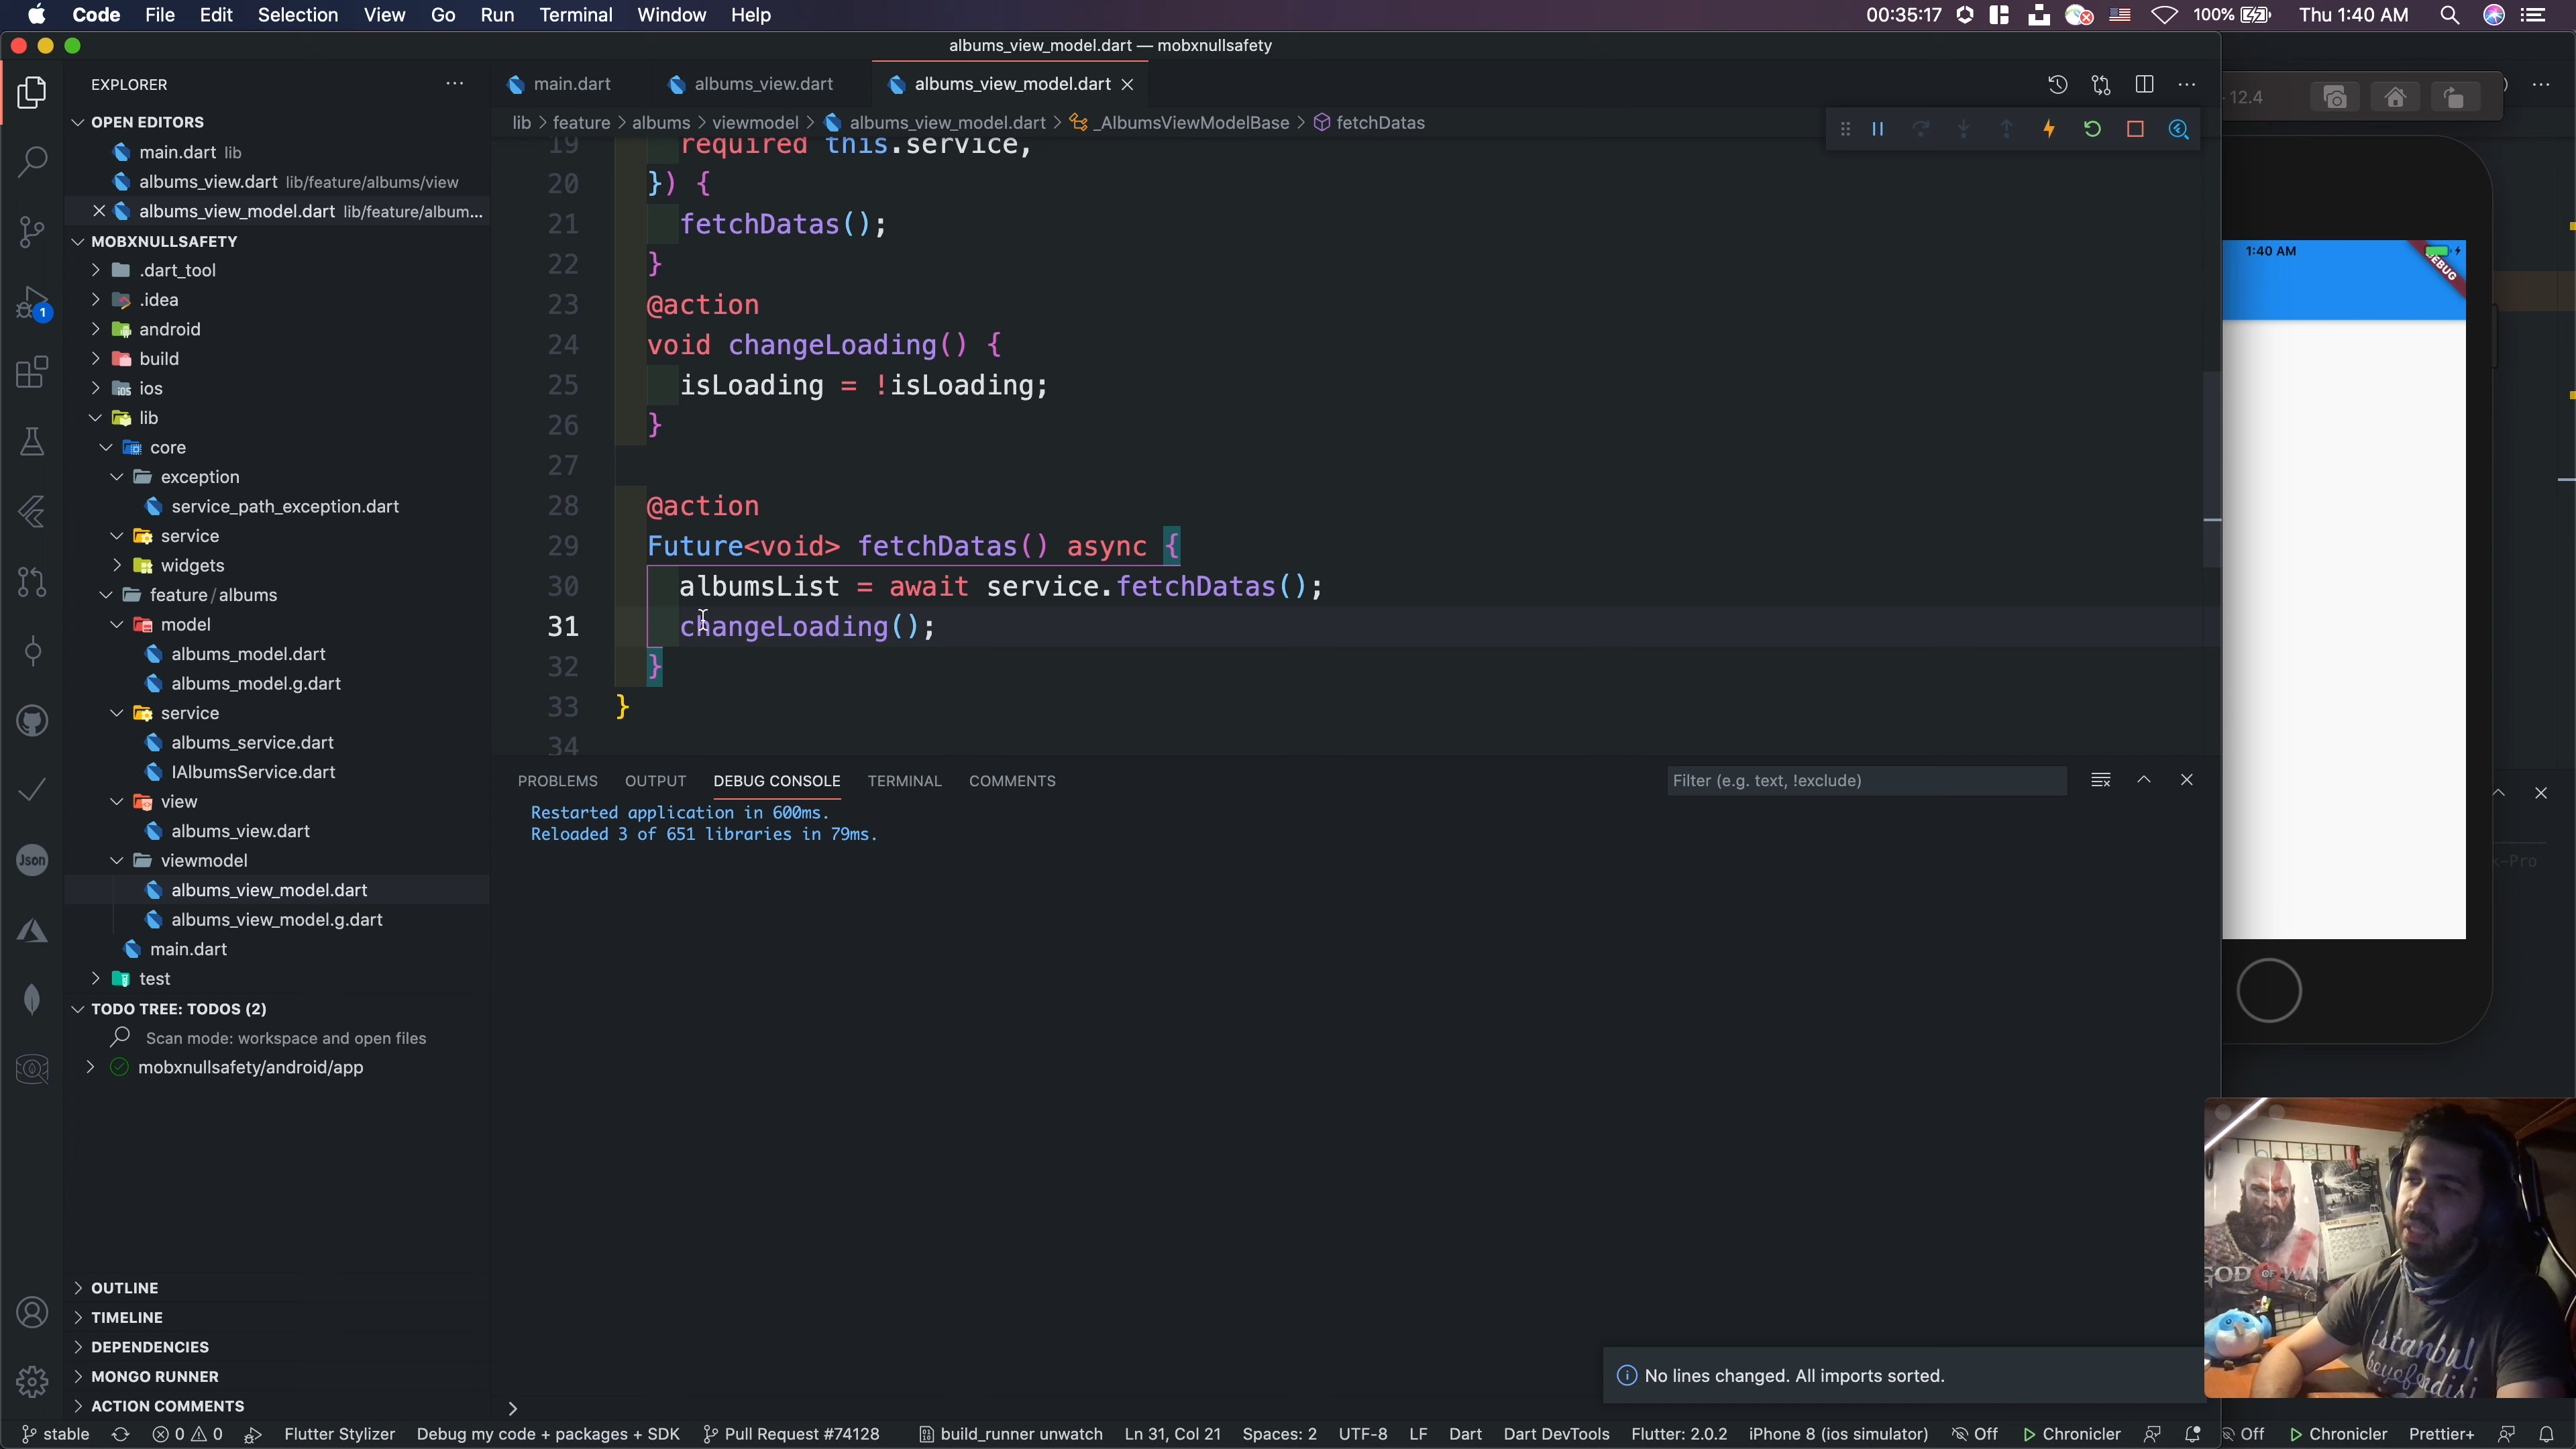 Code File Edit Selection View Go Run Terminal Window Help
00:35:17 100% Thu 1:40 AM
albums_view_model.dart — mobxnullsafety
EXPLORER
OPEN EDITORS
main.dart lib
albums_view.dart lib/feature/albums/view
albums_view_model.dart lib/feature/album...
MOBXNULLSAFETY
.dart_tool
.idea
android
build
ios
lib
core
exception
service_path_exception.dart
service
widgets
feature/albums
model
albums_model.dart
albums_model.g.dart
service
albums_service.dart
IAlbumsService.dart
view
albums_view.dart
viewmodel
albums_view_model.dart
albums_view_model.g.dart
main.dart
test
TODO TREE: TODOS (2)
Scan mode: workspace and open files
mobxnullsafety/android/app
OUTLINE
TIMELINE
DEPENDENCIES
MONGO RUNNER
ACTION COMMENTS
1
Json
main.dart albums_view.dart albums_view_model.dart
lib > feature > albums > viewmodel > albums_view_model.dart > _AlbumsViewModelBase > fetchDatas
19 required this.service,
20 }) {
21 fetchDatas();
22 }
23 @action
24 void changeLoading() {
25 isLoading = !isLoading;
26 }
27
28 @action
29 Future<void> fetchDatas() async {
30 albumsList = await service.fetchDatas();
31 changeLoading();
32 }
33 }
34
PROBLEMS OUTPUT DEBUG CONSOLE TERMINAL COMMENTS
Filter (e.g. text, !exclude)
Restarted application in 600ms.
Reloaded 3 of 651 libraries in 79ms.
>
No lines changed. All imports sorted.
12.4
1:40 AM
k-Pro
GOD OF WAR
istanbul
beyefendisi
stable 0 0 Flutter Stylizer Debug my code + packages + SDK Pull Request #74128 build_runner unwatch Ln 31, Col 21 Spaces: 2 UTF-8 LF Dart Dart DevTools Flutter: 2.0.2 iPhone 8 (ios simulator) Off Chronicler Off Chronicler Prettier+